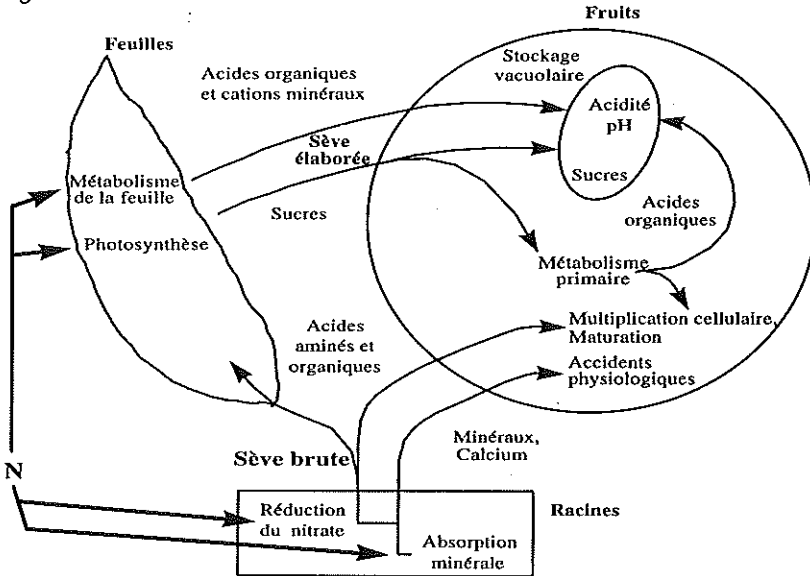 Fruits
Feuilles
Stockage
vacuolaire
Acides organiques
et cations minéraux
Acidité
pH
Sève
élaborée
Métabolisme
de la feuille
Sucres
Sucres
Acides
organiques
Photosynthèse
Métabolisme
primaire
Acides
aminés et
organiques
Multiplication cellulaire,
Maturation
Accidents
physiologiques
Minéraux,
Calcium
Sève brute
N
Réduction
du nitrate
Racines
Absorption
minérale